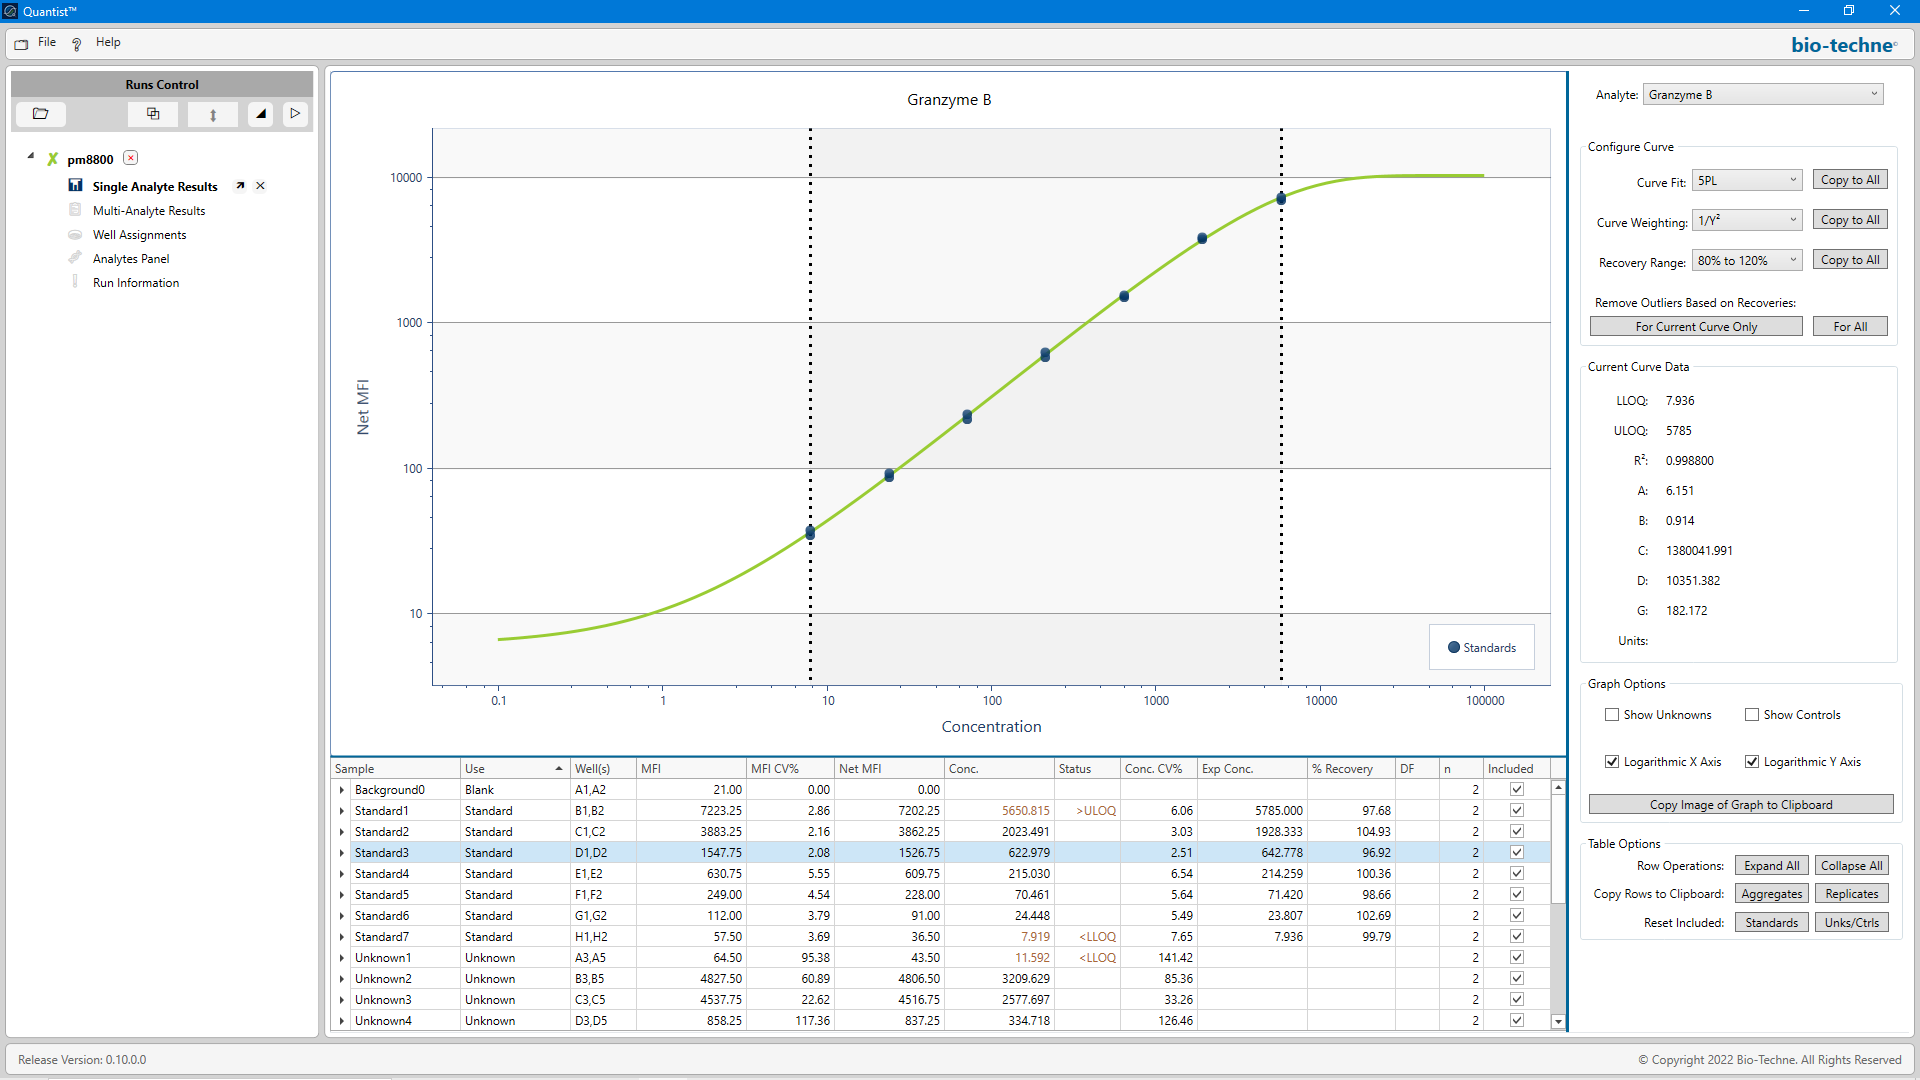 Quantist™
File Help
bio-techne®
Runs Control
pm8800
Single Analyte Results
Multi-Analyte Results
Well Assignments
Analytes Panel
Run Information
Granzyme B
Net MFI
10000
1000
100
10
0.1 1 10 100 1000 10000 100000
Concentration
Standards
Analyte: Granzyme B
Configure Curve
Curve Fit: 5PL Copy to All
Curve Weighting: 1/Y² Copy to All
Recovery Range: 80% to 120% Copy to All
Remove Outliers Based on Recoveries:
For Current Curve Only For All
Current Curve Data
LLOQ: 7.936
ULOQ: 5785
R²: 0.998800
A: 6.151
B: 0.914
C: 1380041.991
D: 10351.382
G: 182.172
Units:
Graph Options
Show Unknowns Show Controls
Logarithmic X Axis Logarithmic Y Axis
Copy Image of Graph to Clipboard
Table Options
Row Operations: Expand All Collapse All
Copy Rows to Clipboard: Aggregates Replicates
Reset Included: Standards Unks/Ctrls
Sample Use Well(s) MFI MFI CV% Net MFI Conc. Status Conc. CV% Exp Conc. % Recovery DF n Included
Background0 Blank A1,A2 21.00 0.00 0.00 2
Standard1 Standard B1,B2 7223.25 2.86 7202.25 5650.815 >ULOQ 6.06 5785.000 97.68 2
Standard2 Standard C1,C2 3883.25 2.16 3862.25 2023.491 3.03 1928.333 104.93 2
Standard3 Standard D1,D2 1547.75 2.08 1526.75 622.979 2.51 642.778 96.92 2
Standard4 Standard E1,E2 630.75 5.55 609.75 215.030 6.54 214.259 100.36 2
Standard5 Standard F1,F2 249.00 4.54 228.00 70.461 5.64 71.420 98.66 2
Standard6 Standard G1,G2 112.00 3.79 91.00 24.448 5.49 23.807 102.69 2
Standard7 Standard H1,H2 57.50 3.69 36.50 7.919 <LLOQ 7.65 7.936 99.79 2
Unknown1 Unknown A3,A5 64.50 95.38 43.50 11.592 <LLOQ 141.42 2
Unknown2 Unknown B3,B5 4827.50 60.89 4806.50 3209.629 85.36 2
Unknown3 Unknown C3,C5 4537.75 22.62 4516.75 2577.697 33.26 2
Unknown4 Unknown D3,D5 858.25 117.36 837.25 334.718 126.46 2
Release Version: 0.10.0.0
© Copyright 2022 Bio-Techne. All Rights Reserved